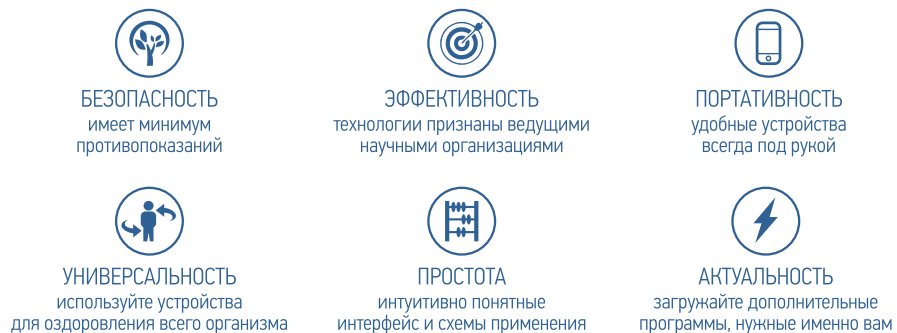 БЕЗОПАСНОСТЬ
имеет минимум
противопоказаний
ЭФФЕКТИВНОСТЬ
технологии признаны ведущими
научными организациями
ПОРТАТИВНОСТЬ
удобные устройства
всегда под рукой
УНИВЕРСАЛЬНОСТЬ
используйте устройства
для оздоровления всего организма
ПРОСТОТА
интуитивно понятные
интерфейс и схемы применения
АКТУАЛЬНОСТЬ
загружайте дополнительные
программы, нужные именно вам